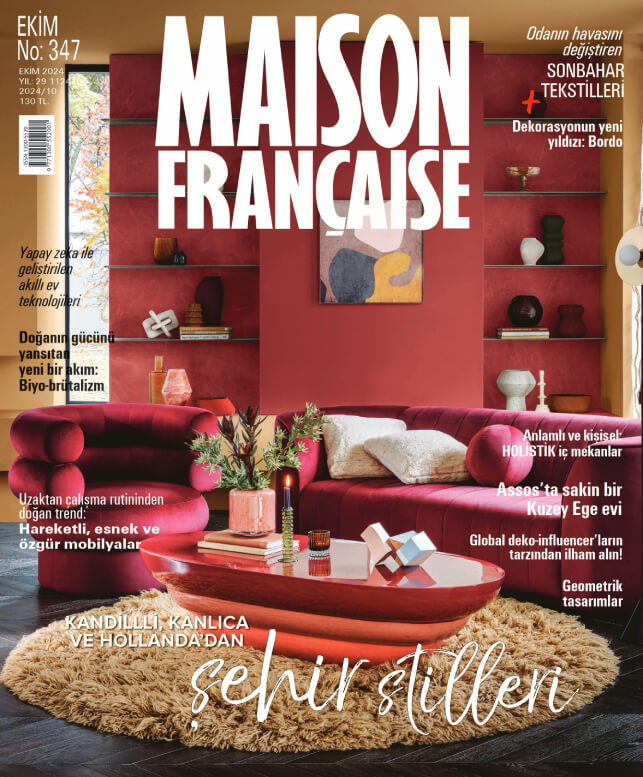 EKİM
No: 347
EKİM 2024
2024/10
130 TL.
MAISON
FRANÇAISE
Odanın havasını
değiştiren
SONBAHAR
TEKSTİLLERİ
+
Dekorasyonun yeni
yıldızı: Bordo
Yapay zeka ile
geliştirilen
akıllı ev
teknolojileri
Doğanın gücünü
yansıtan
yeni bir akım:
Biyo-brütalizm
Uzaktan çalışma rutininden
doğan trend:
Hareketli, esnek ve
özgür mobilyalar
Anlamlı ve kişisel:
HOLİSTİK iç mekanlar
Assos’ta sakin bir
Kuzey Ege evi
Global deko-influencer’ların
tarzından ilham alın!
Geometrik
tasarımlar
KANDİLLLİ, KANLICA
VE HOLLANDA’DAN
şehir stilleri